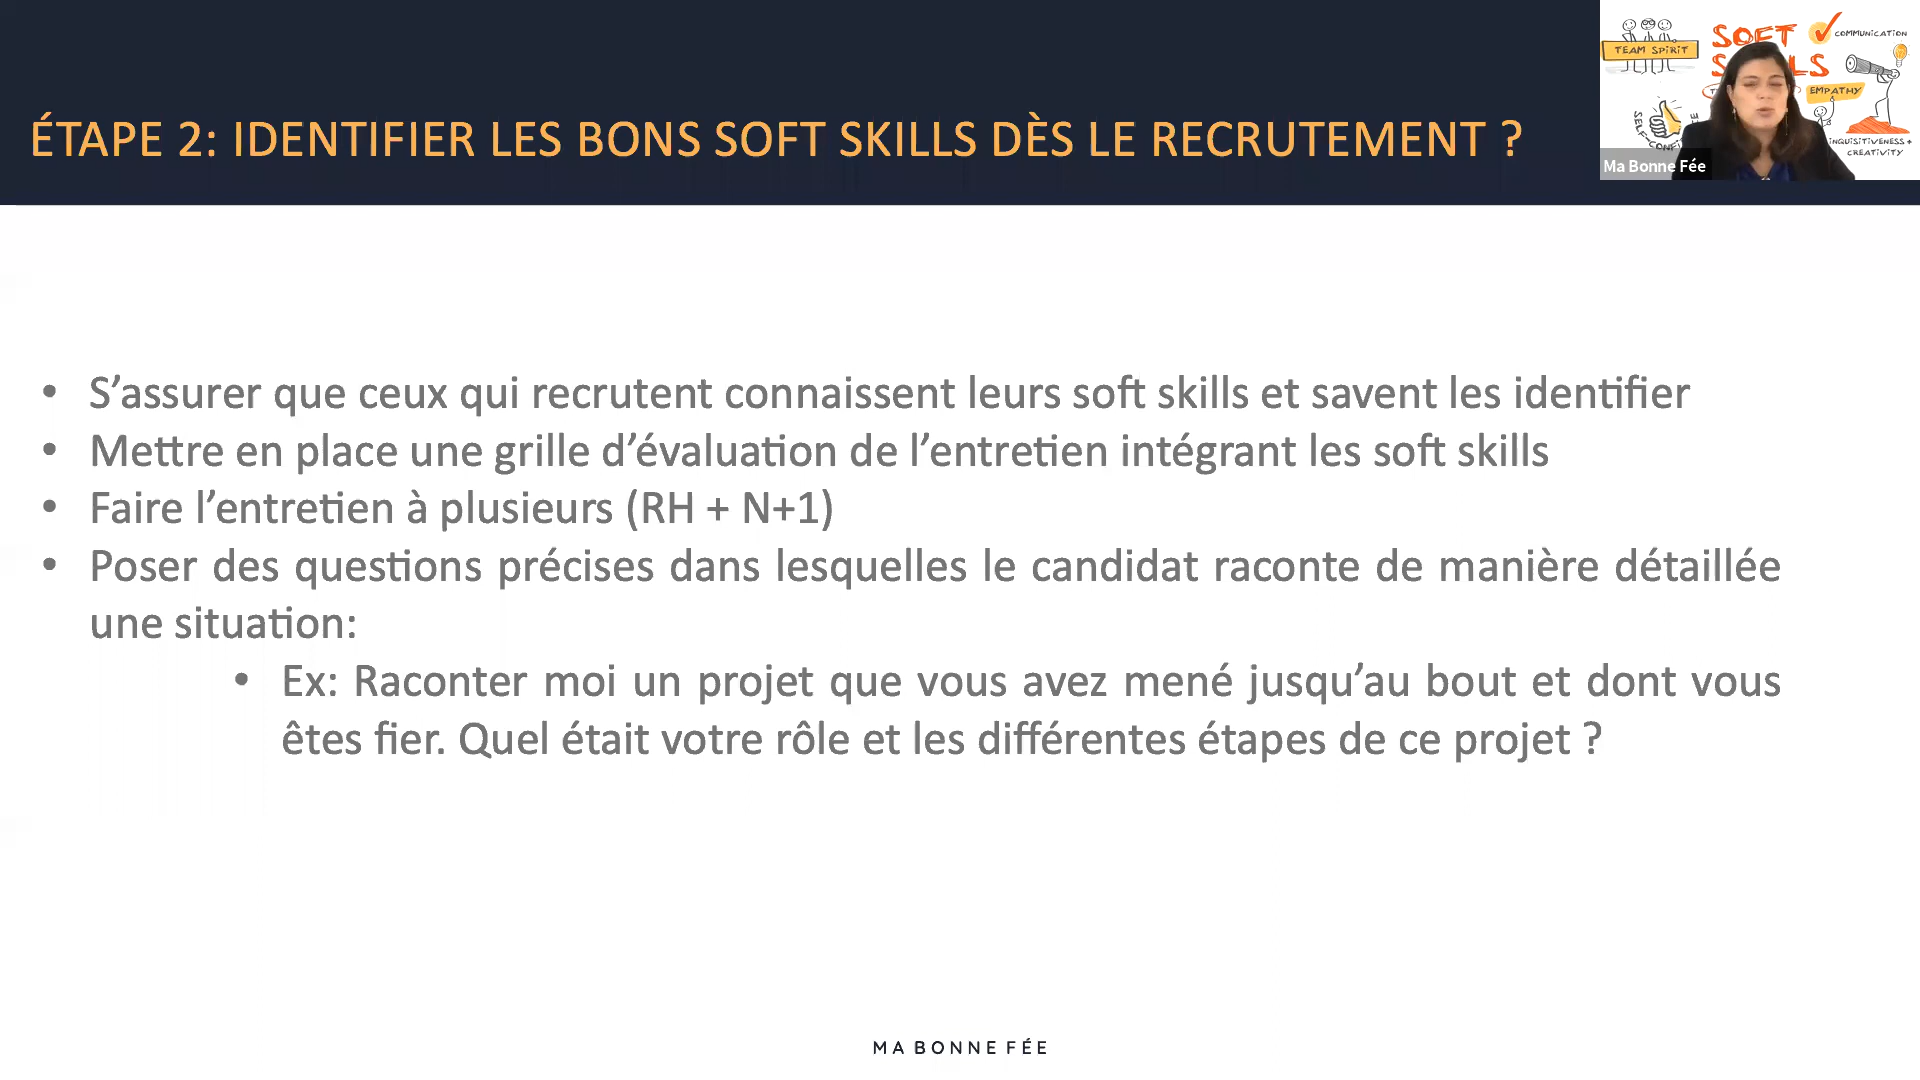 ÉTAPE 2: IDENTIFIER LES BONS SOFT SKILLS DÈS LE RECRUTEMENT ?
TEAM SPIRIT
SOFT
COMMUNICATION
EMPATHY
INQUISITIVENESS +
CREATIVITY
Ma Bonne Fée
• S’assurer que ceux qui recrutent connaissent leurs soft skills et savent les identifier
• Mettre en place une grille d’évaluation de l’entretien intégrant les soft skills
• Faire l’entretien à plusieurs (RH + N+1)
• Poser des questions précises dans lesquelles le candidat raconte de manière détaillée
une situation:
• Ex: Raconter moi un projet que vous avez mené jusqu’au bout et dont vous
êtes fier. Quel était votre rôle et les différentes étapes de ce projet ?
MA BONNE FÉE